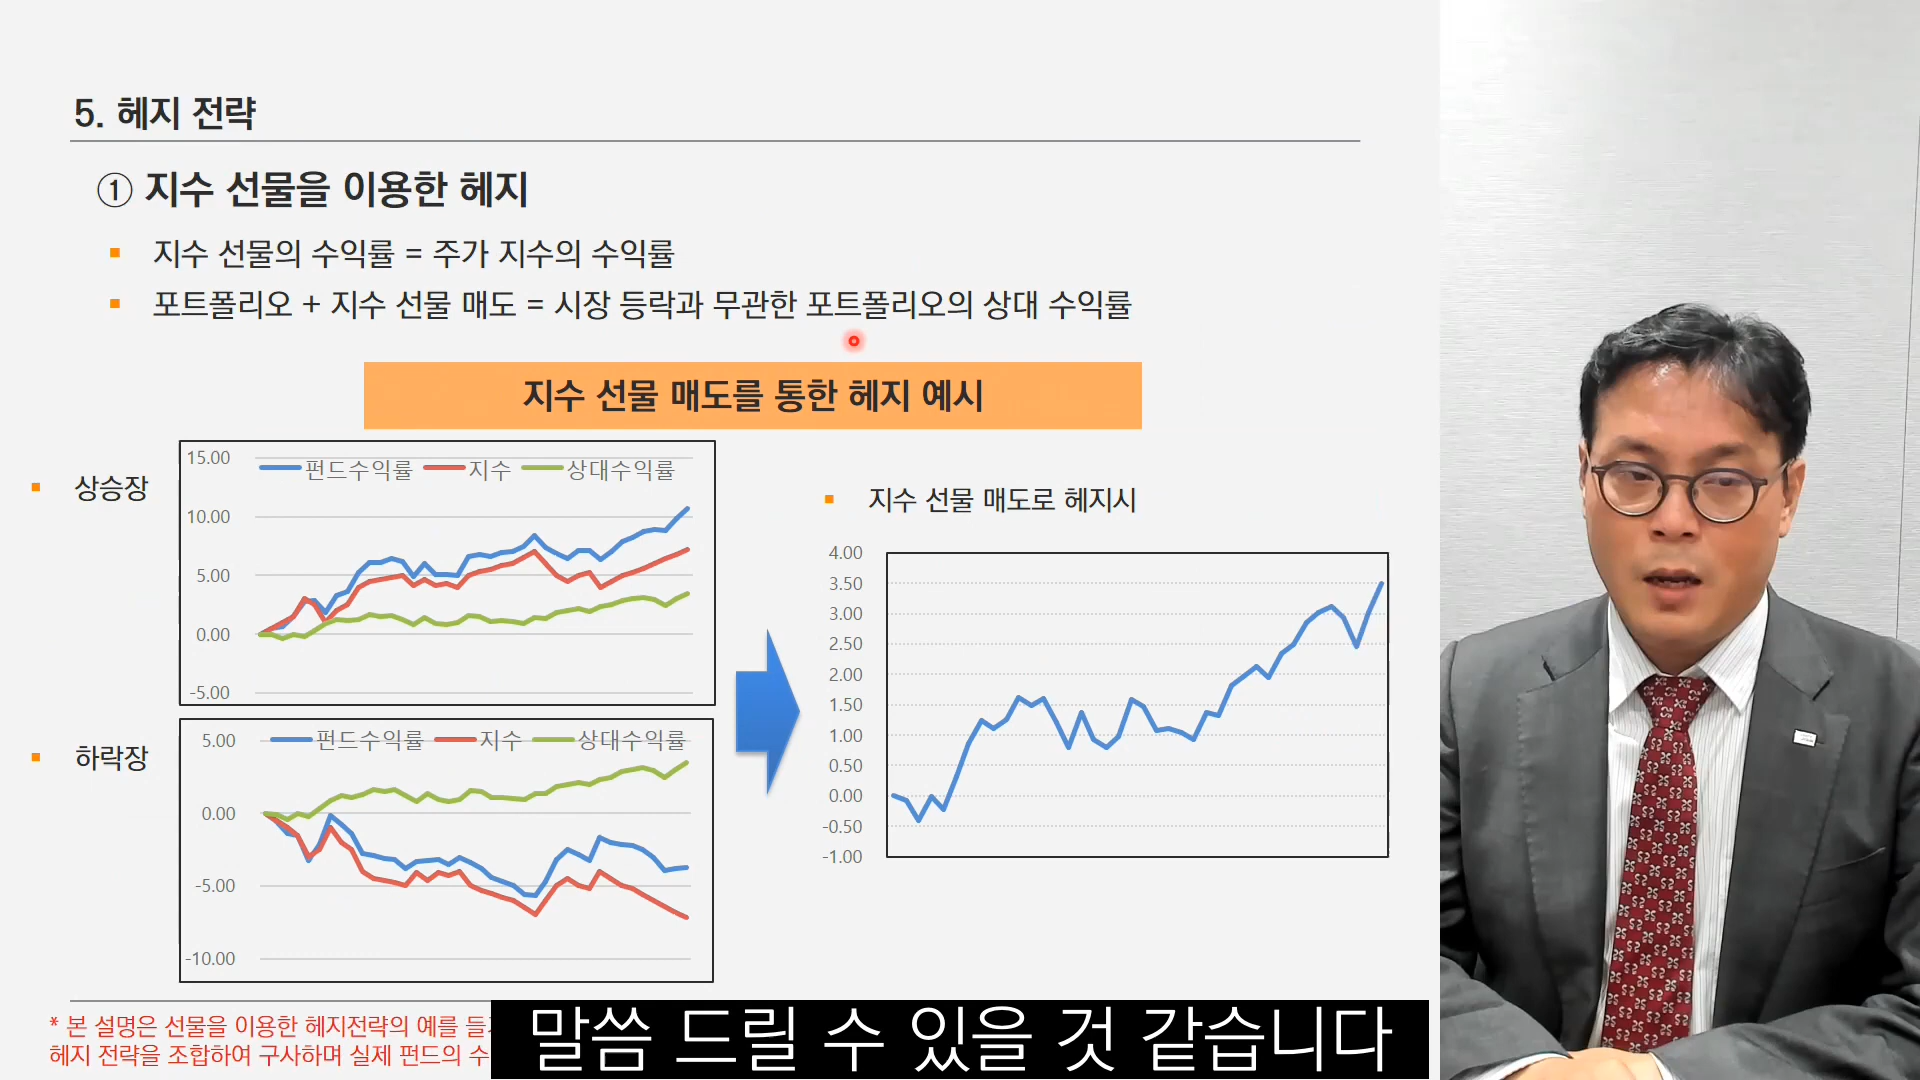 5. 헤지 전략
① 지수 선물을 이용한 헤지
▪ 지수 선물의 수익률 = 주가 지수의 수익률
▪ 포트폴리오 + 지수 선물 매도 = 시장 등락과 무관한 포트폴리오의 상대 수익률
지수 선물 매도를 통한 헤지 예시
▪ 상승장
펀드수익률 지수 상대수익률
15.00
10.00
5.00
0.00
-5.00
▪ 하락장
펀드수익률 지수 상대수익률
5.00
0.00
-5.00
-10.00
▪ 지수 선물 매도로 헤지시
4.00
3.50
3.00
2.50
2.00
1.50
1.00
0.50
0.00
-0.50
-1.00
* 본 설명은 선물을 이용한 헤지전략의 예를 들
헤지 전략을 조합하여 구사하며 실제 펀드의 수
말씀 드릴 수 있을 것 같습니다